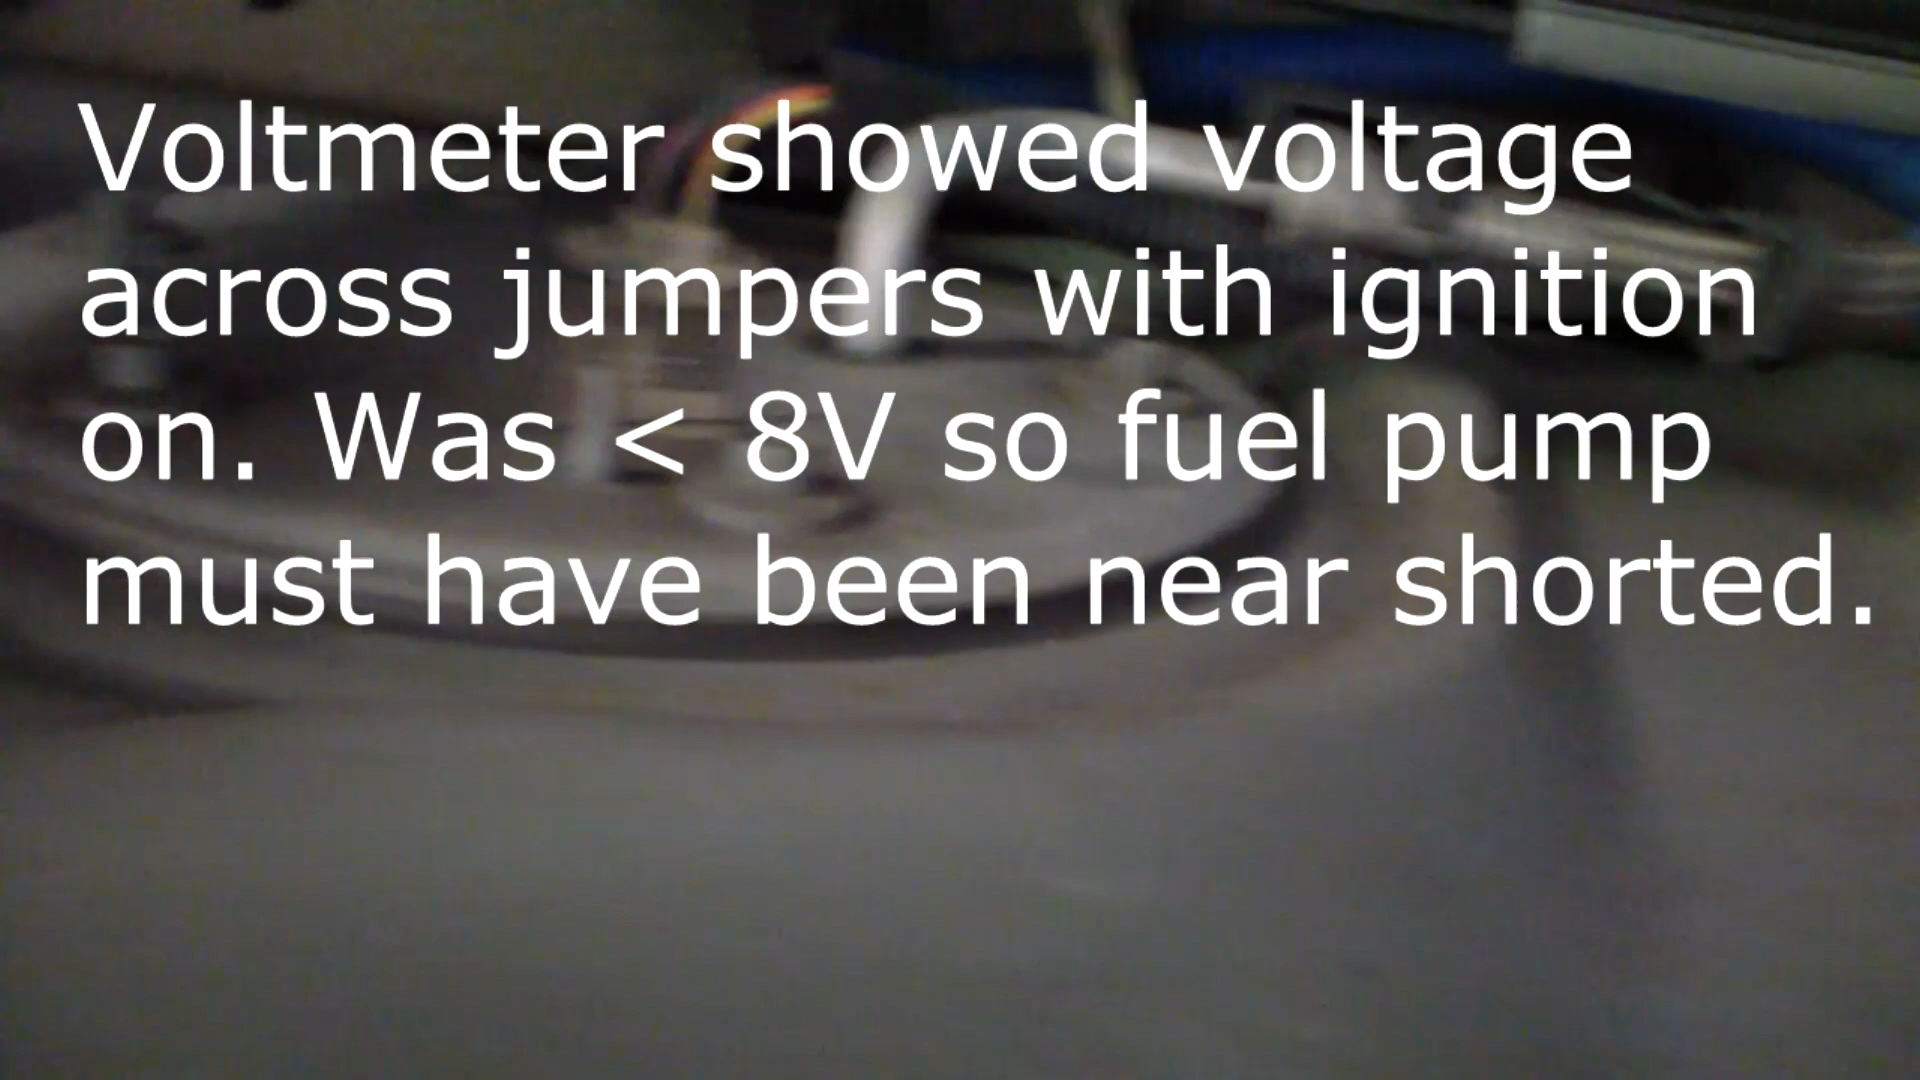 Voltmeter showed voltage
across jumpers with ignition
on. Was < 8V so fuel pump
must have been near shorted.